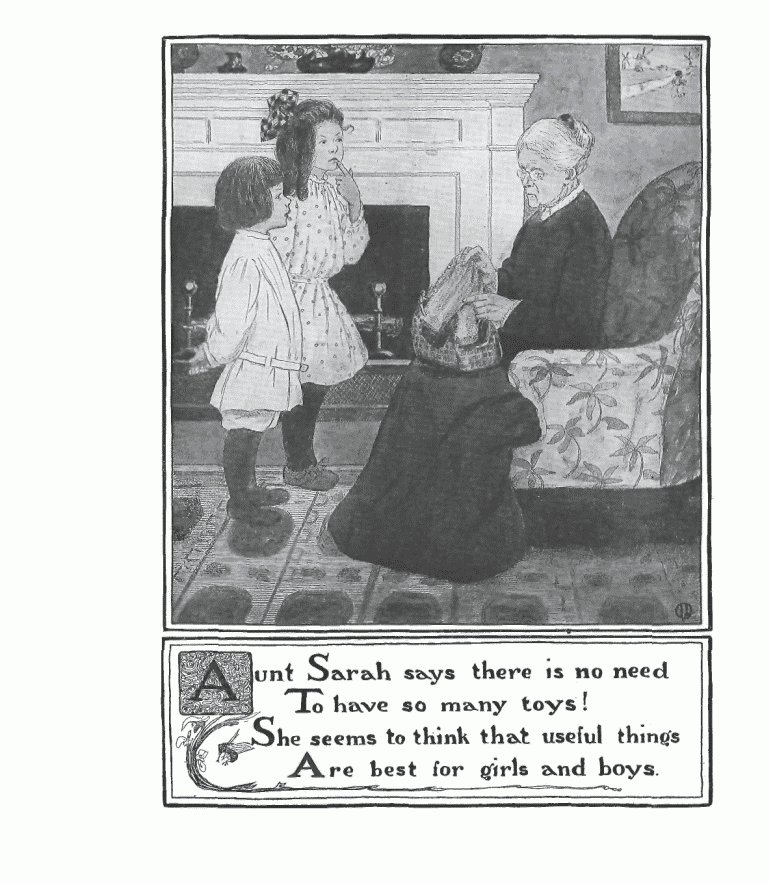 Aunt Sarah says there is no need
To have so many toys!
She seems to think that useful things
Are best for girls and boys.